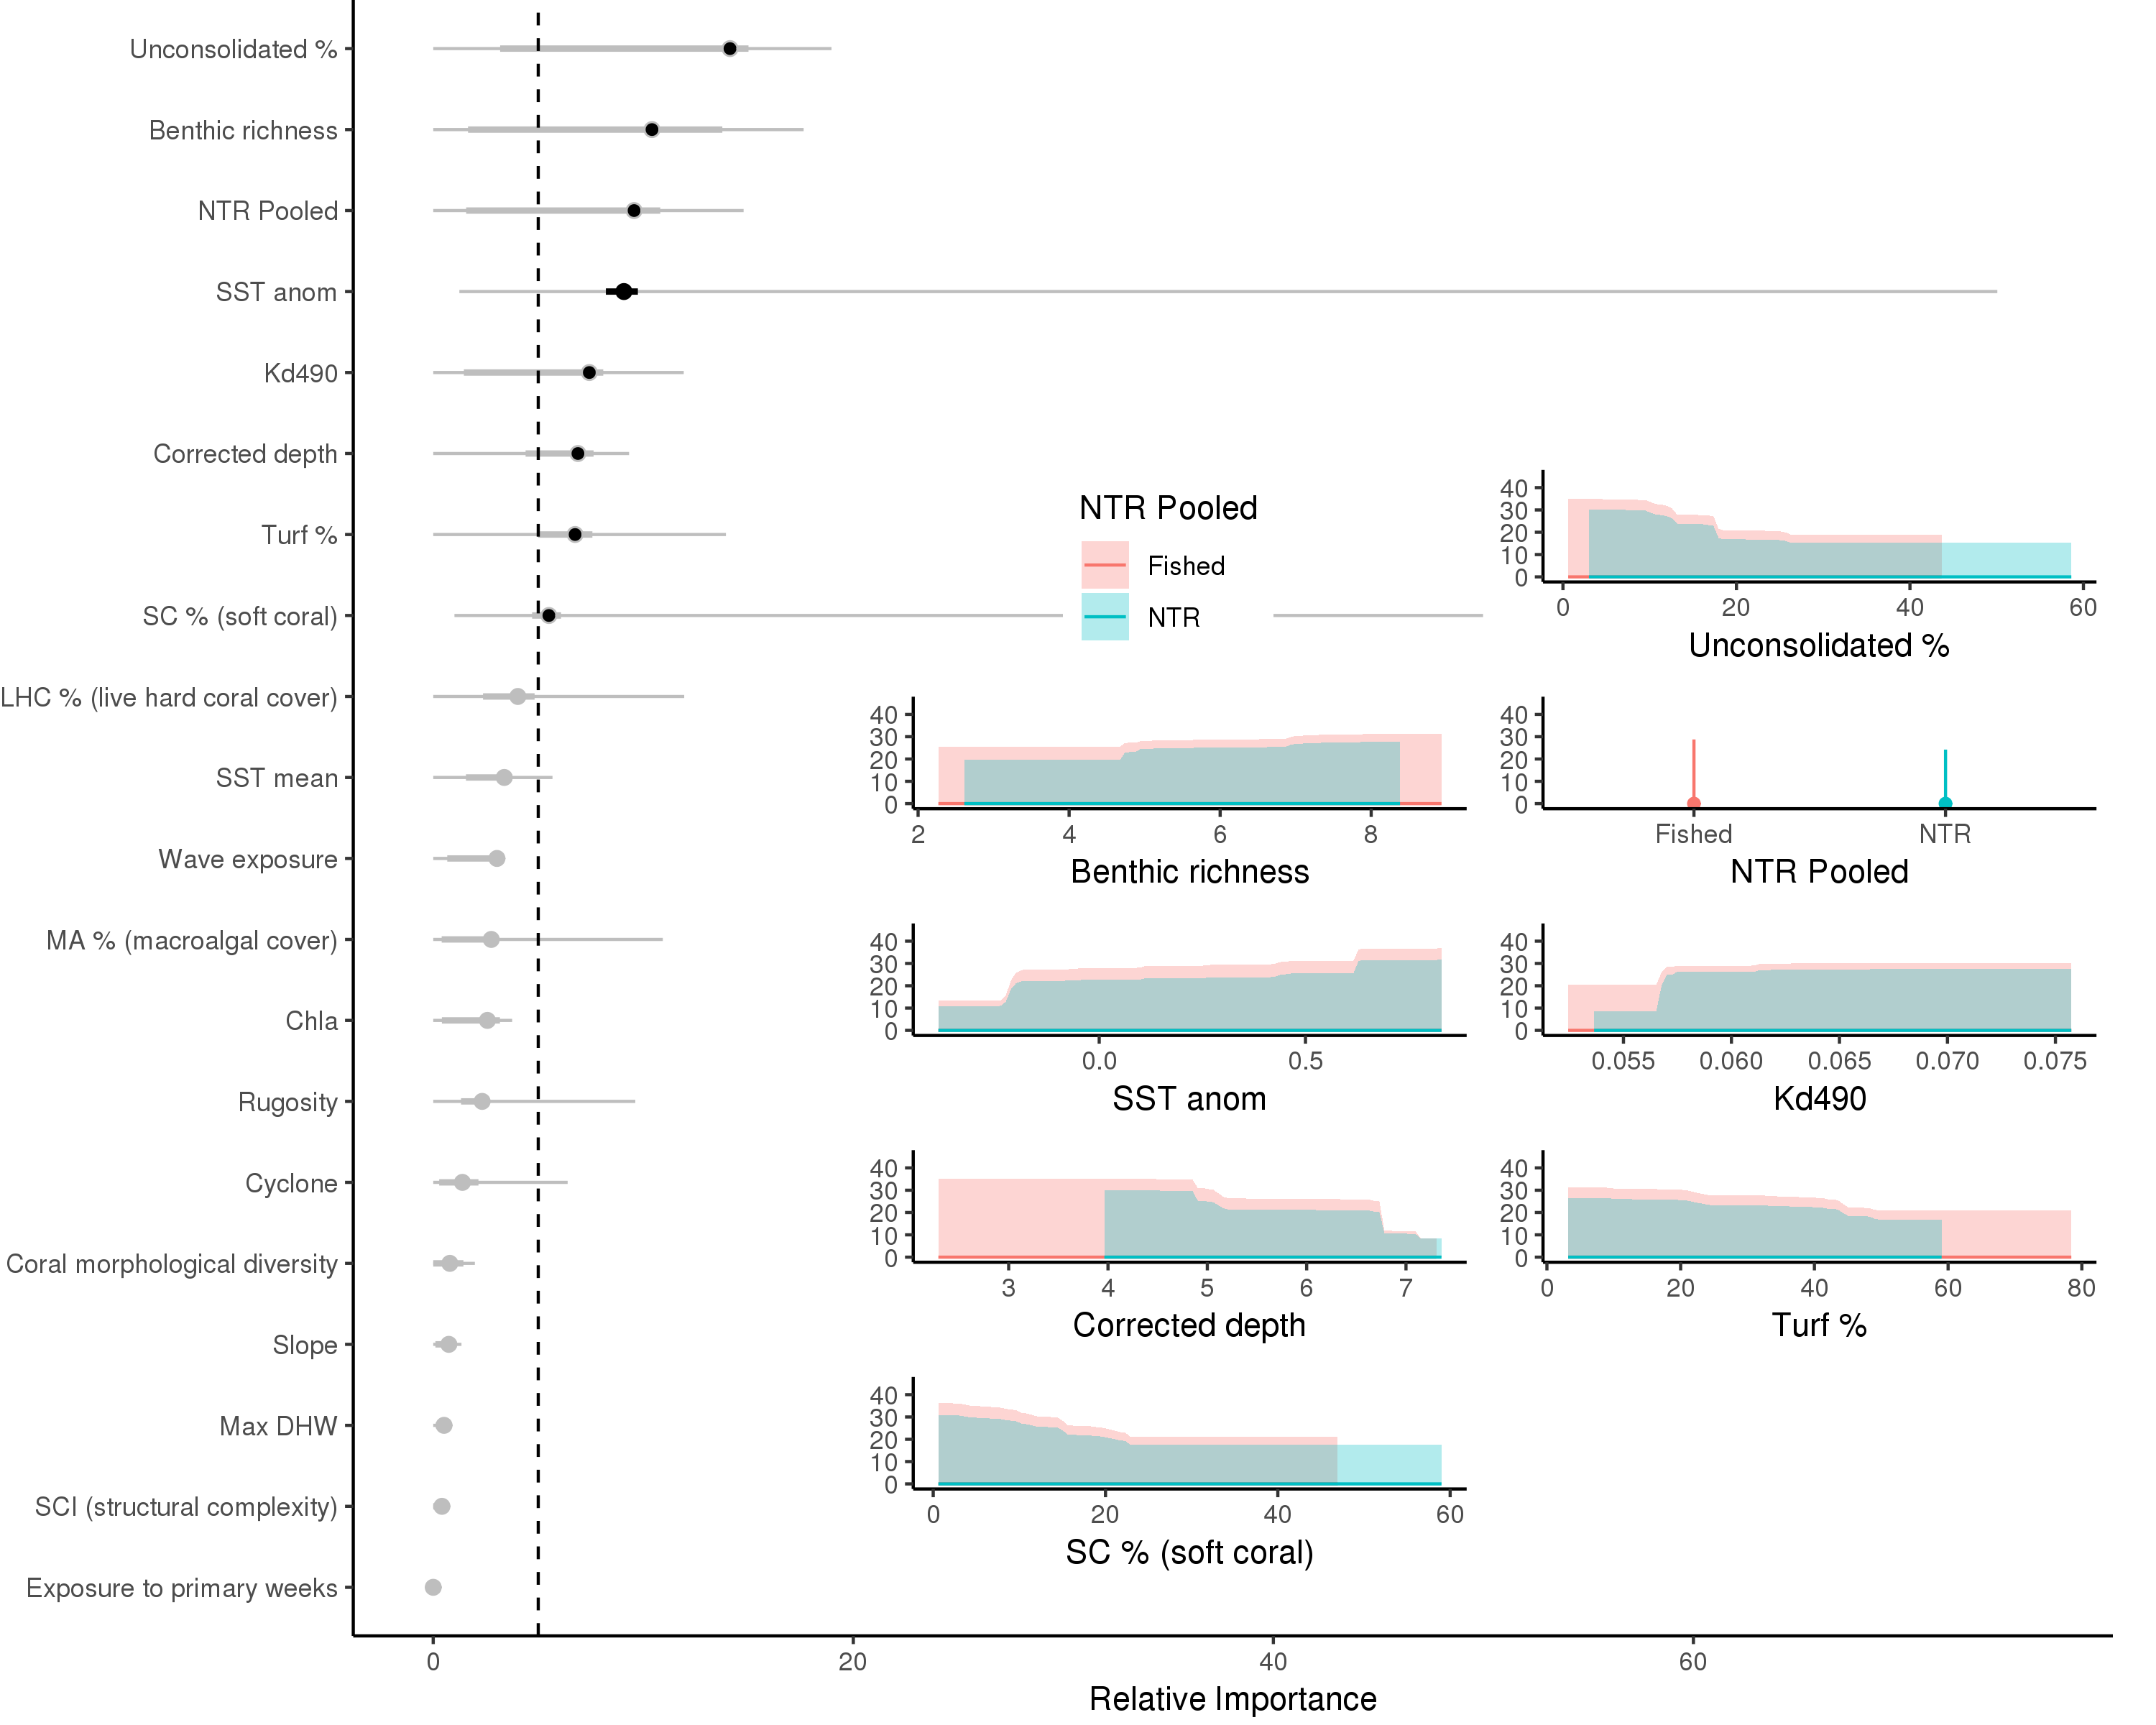 Unconsolidated %
Benthic richness
NTR Pooled
SST anom
Kd490
Corrected depth
Turf %
SC % (soft coral)
LHC % (live hard coral cover)
SST mean
Wave exposure
MA % (macroalgal cover)
Chla
Rugosity
Cyclone
Coral morphological diversity
Slope
Max DHW
SCI (structural complexity)
Exposure to primary weeks
0 20 40 60
Relative Importance
NTR Pooled
Fished
NTR
40
30
20
10
0
0 20 40 60
Unconsolidated %
40
30
20
10
0
2 4 6 8
Benthic richness
40
30
20
10
0
Fished NTR
NTR Pooled
40
30
20
10
0
0.0 0.5
SST anom
40
30
20
10
0
0.055 0.060 0.065 0.070 0.075
Kd490
40
30
20
10
0
3 4 5 6 7
Corrected depth
40
30
20
10
0
0 20 40 60 80
Turf %
40
30
20
10
0
0 20 40 60
SC % (soft coral)